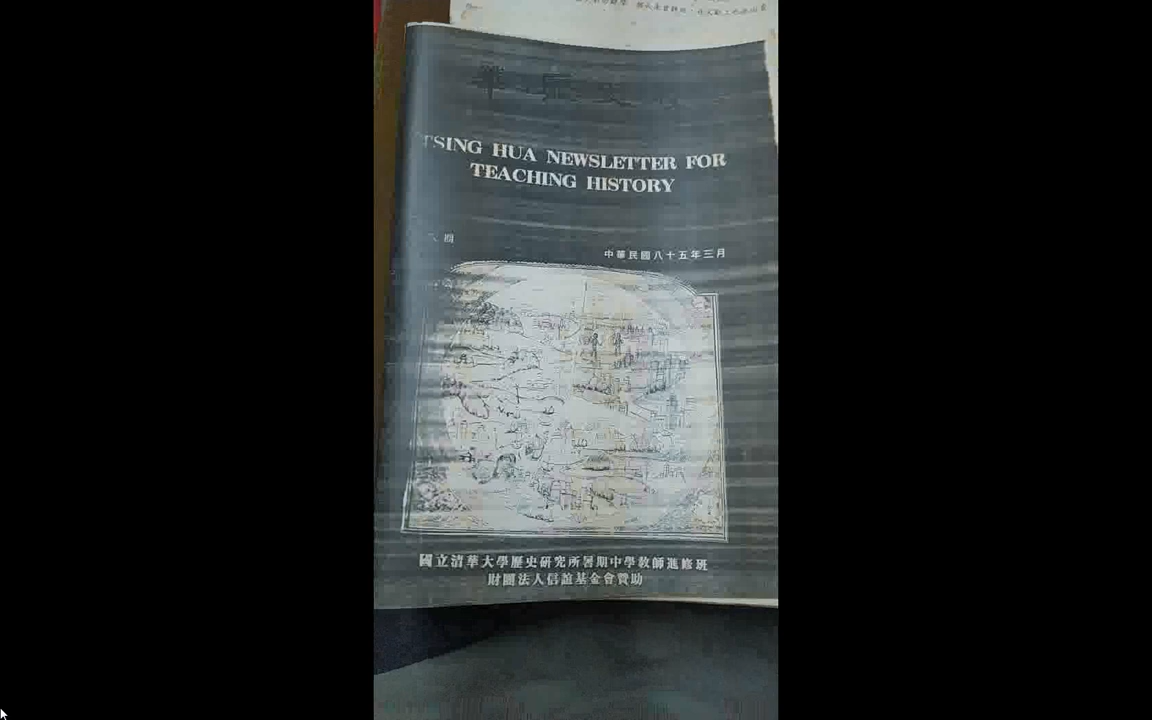 TSING HUA NEWSLETTER FOR
TEACHING HISTORY
期
中華民國八十五年三月
國立清華大學歷史研究所暑期中學教師進修班
財團法人信誼基金會贊助